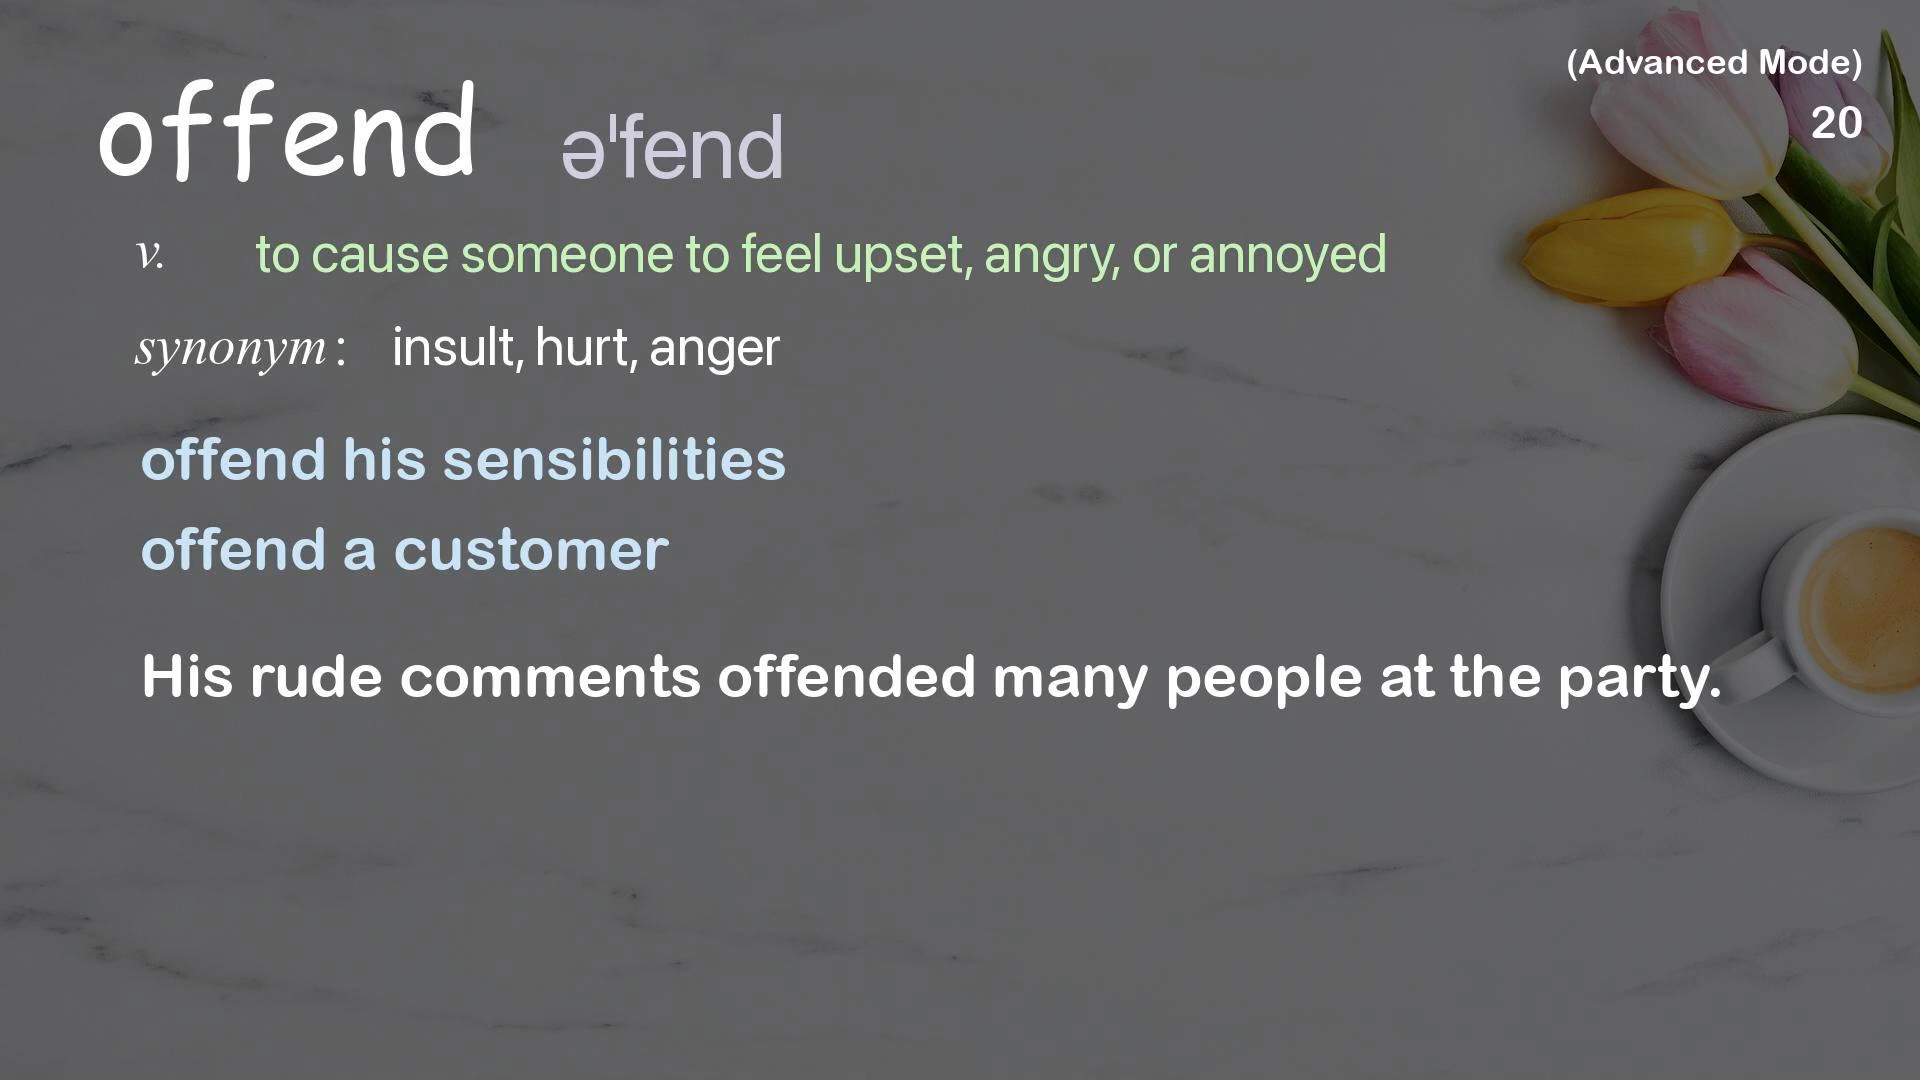 (Advanced Mode)
20
offend əˈfend
v. to cause someone to feel upset, angry, or annoyed
synonym: insult, hurt, anger
offend his sensibilities
offend a customer
His rude comments offended many people at the party.